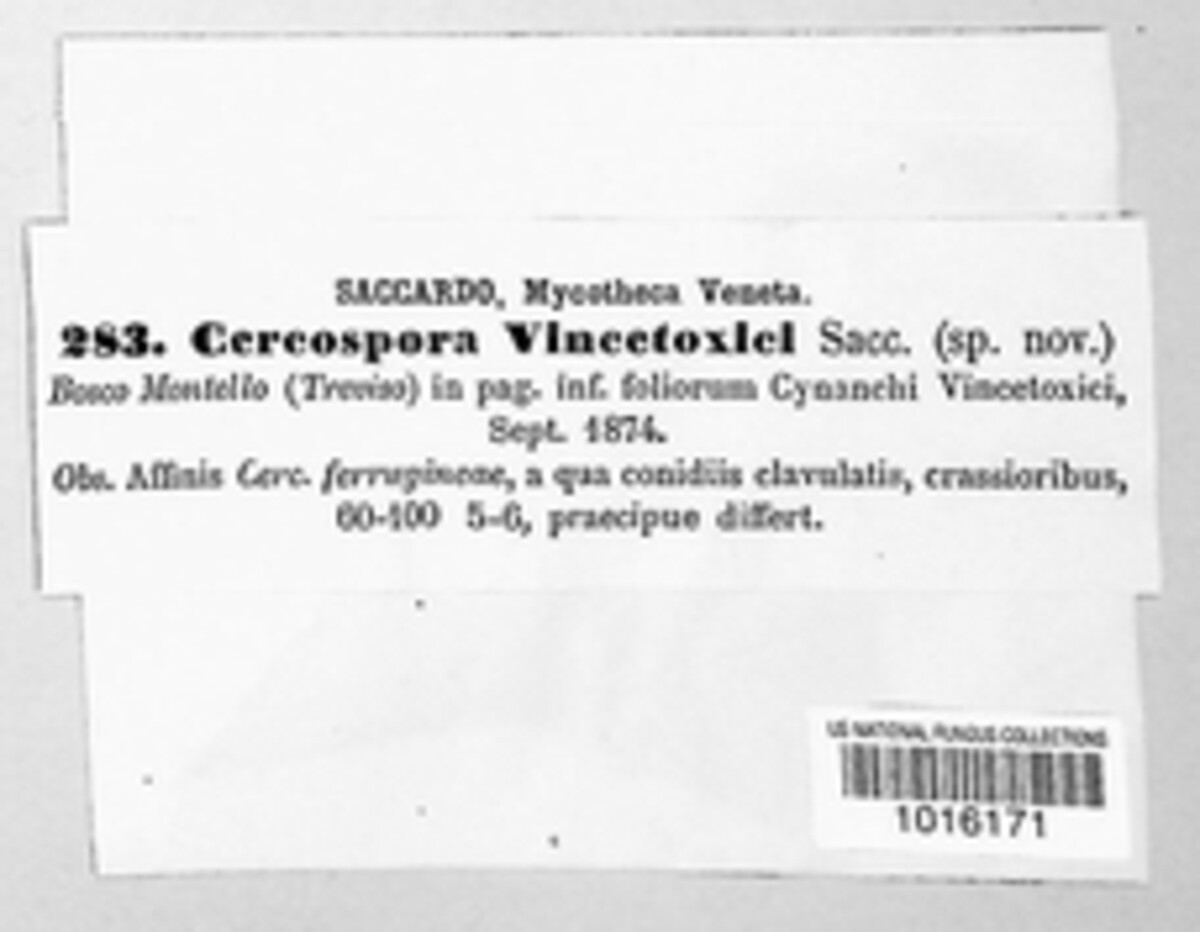 SACCARDO, Mycotheca Veneta.
283. Cercospora Vincetoxici Sacc. (sp. nov.)
Bosco Montello (Treviso) in pag. inf. foliorum Cynanchi Vincetoxici,
Sept. 1874.
Obs. Affinis Cerc. ferrugineae, a qua conidiis clavulatis, crassioribus,
60-100 5-6, praecipue differt.
US NATIONAL FUNGUS COLLECTIONS
1016171